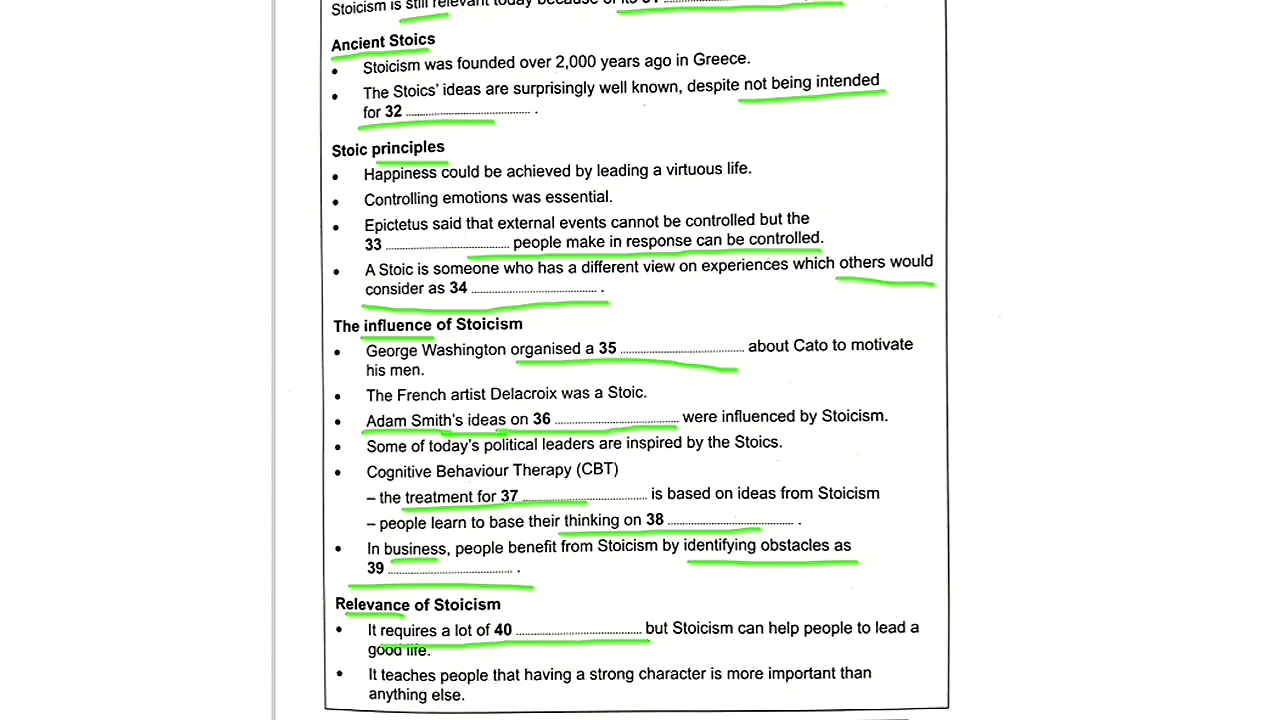 Stoicism is still relevant today because of its 31 ....................
Ancient Stoics
• Stoicism was founded over 2,000 years ago in Greece.
• The Stoics' ideas are surprisingly well known, despite not being intended
for 32 .................... .
Stoic principles
• Happiness could be achieved by leading a virtuous life.
• Controlling emotions was essential.
• Epictetus said that external events cannot be controlled but the
33 .................... people make in response can be controlled.
• A Stoic is someone who has a different view on experiences which others would
consider as 34 .................... .
The influence of Stoicism
• George Washington organised a 35 .................... about Cato to motivate
his men.
• The French artist Delacroix was a Stoic.
• Adam Smith's ideas on 36 .................... were influenced by Stoicism.
• Some of today's political leaders are inspired by the Stoics.
• Cognitive Behaviour Therapy (CBT)
– the treatment for 37 .................... is based on ideas from Stoicism
– people learn to base their thinking on 38 .................... .
• In business, people benefit from Stoicism by identifying obstacles as
39 .................... .
Relevance of Stoicism
• It requires a lot of 40 .................... but Stoicism can help people to lead a
good life.
• It teaches people that having a strong character is more important than
anything else.